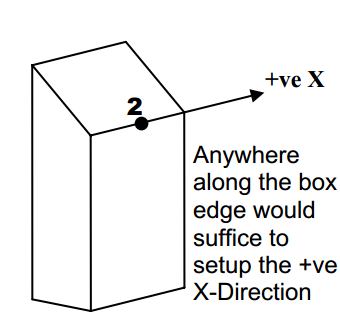 +ve X
2
Anywhere
along the box
edge would
suffice to
setup the +ve
X-Direction